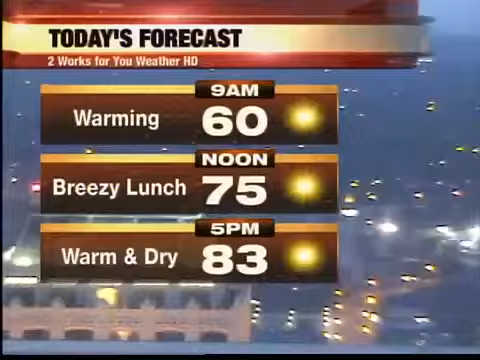 TODAY'S FORECAST
2 Works for You Weather HD
9AM
Warming 60
NOON
Breezy Lunch 75
5PM
Warm & Dry 83